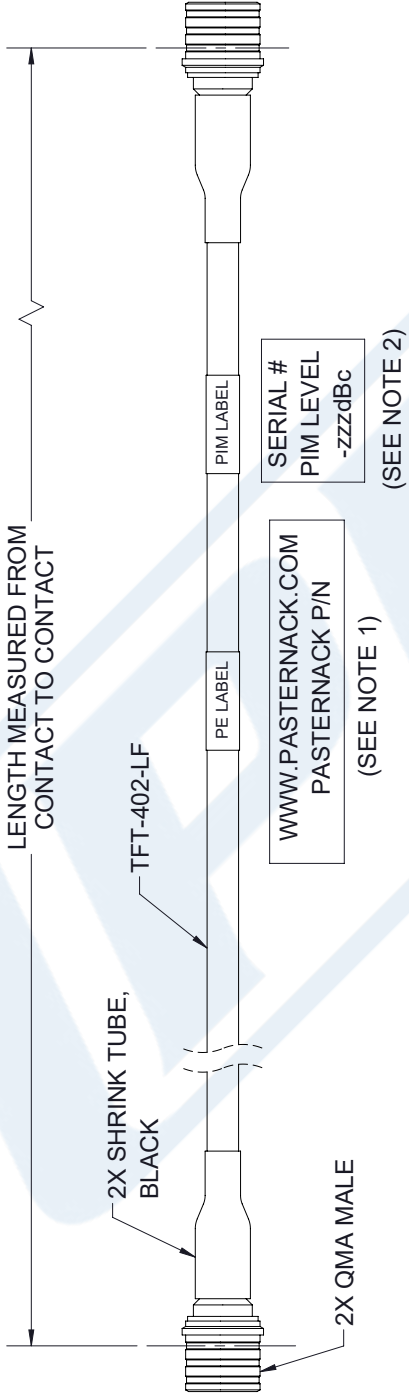 LENGTH MEASURED FROM
CONTACT TO CONTACT
2X SHRINK TUBE,
BLACK
TFT-402-LF
PE LABEL
PIM LABEL
2X QMA MALE
WWW.PASTERNACK.COM
PASTERNACK P/N
(SEE NOTE 1)
SERIAL #
PIM LEVEL
-zzzdBc
(SEE NOTE 2)